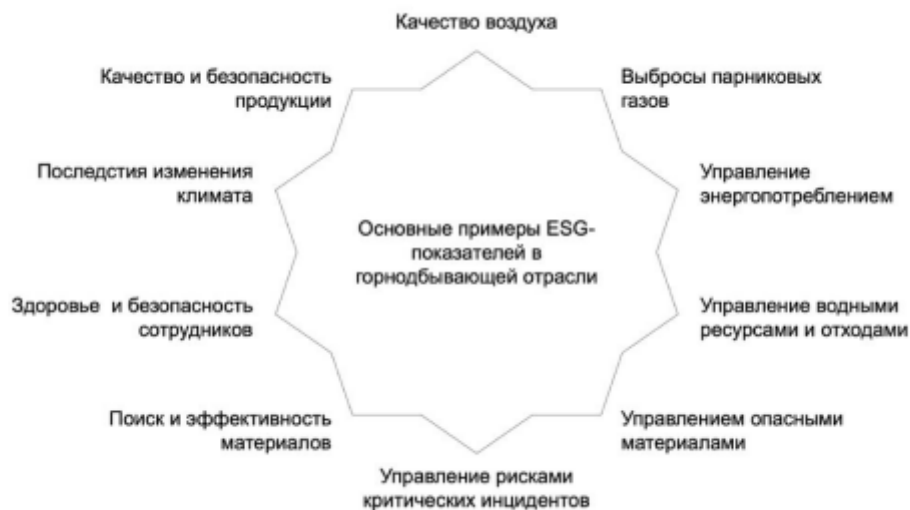 Качество воздуха
Качество и безопасность
продукции
Выбросы парниковых
газов
Последстия изменения
климата
Управление
энергопотреблением
Основные примеры ESG-
показателей в
горнодбывающей отрасли
Здоровье и безопасность
сотрудников
Управление водными
ресурсами и отходами
Поиск и эффективность
материалов
Управлением опасными
материалами
Управление рисками
критических инцидентов